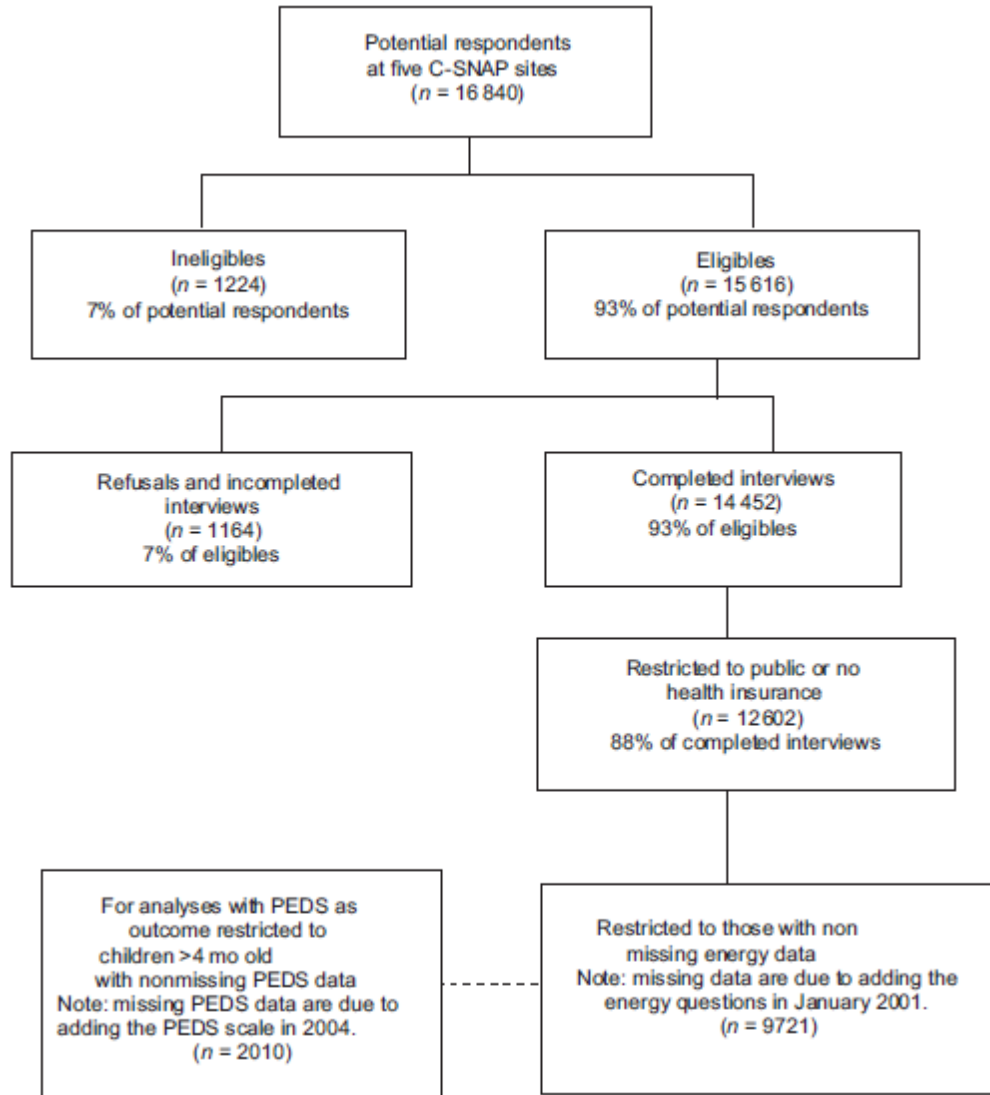 Potential respondents
at five C-SNAP sites
(n = 16 840)
Ineligibles
(n = 1224)
7% of potential respondents
Eligibles
(n = 15 616)
93% of potential respondents
Refusals and incompleted
interviews
(n = 1164)
7% of eligibles
Completed interviews
(n = 14 452)
93% of eligibles
Restricted to public or no
health insurance
(n = 12602)
88% of completed interviews
For analyses with PEDS as
outcome restricted to
children >4 mo old
with nonmissing PEDS data
Note: missing PEDS data are due to
adding the PEDS scale in 2004.
(n = 2010)
Restricted to those with non
missing energy data
Note: missing data are due to adding the
energy questions in January 2001.
(n = 9721)